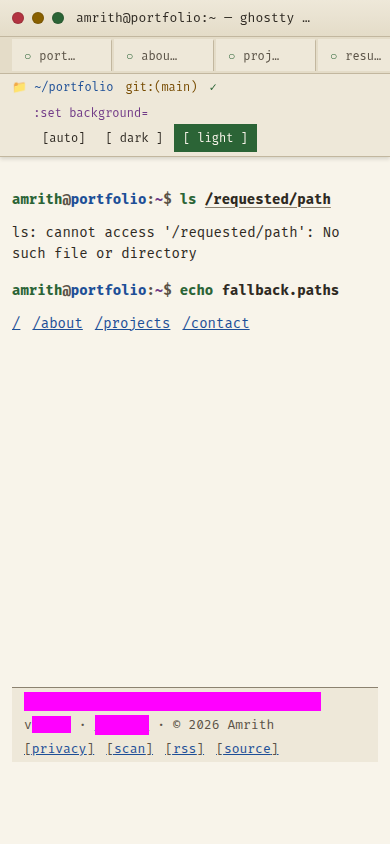 amrith@portfolio:~ — ghostty …
○ port… ○ abou… ○ proj… ○ resu…
📁 ~/portfolio git:(main) ✓
:set background=
[auto] [ dark ] [ light ]
amrith@portfolio:~$ ls /requested/path
ls: cannot access '/requested/path': No
such file or directory
amrith@portfolio:~$ echo fallback.paths
/ /about /projects /contact
v · · © 2026 Amrith
[privacy] [scan] [rss] [source]